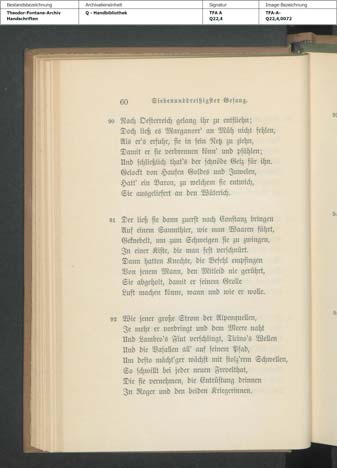 Bestandsbezeichnung Archivalieneinheit Signatur Image-Bezeichnung
Theodor-Fontane-Archiv Q - Handbibliothek TFA A TFA-A-
Handschriften Q22,4 Q22,4,0072
60 Siebenunddreißigster Gesang.
90 Nach Oesterreich gelang ihr zu entfliehn;
Doch ließ es Marganorr' an Müh nicht fehlen,
Als er's erfuhr, sie in sein Netz zu ziehn,
Damit er sie verbrennen könn' und pfählen;
Und schließlich that's der schnöde Geiz für ihn.
Gelockt von Haufen Goldes und Juwelen,
Hatt' ein Baron, zu welchem sie entwich,
Sie ausgeliefert an den Wüterich.
91 Der ließ sie dann zuerst nach Constanz bringen
Auf einem Saumthier, wie man Waaren führt,
Geknebelt, um zum Schweigen sie zu zwingen,
In einer Kiste, die man fest verschnürt.
Dann hatten Knechte, die Befehl empfingen
Von jenem Mann, den Mitleid nie gerührt,
Sie abgeholt, damit er seinem Grolle
Luft machen könne, wann und wie er wolle.
92 Wie jener große Strom der Alpenquellen,
Je mehr er vordringt und dem Meere naht
Und Lambro's Flut verschlingt, Ticino's Wellen
Und die Vasallen all' auf seinem Pfad,
Um desto mächt'ger wächst mit stolz'rem Schwellen,
So schwillt bei jeder neuen Frevelthat,
Die sie vernehmen, die Entrüstung drinnen
In Roger und den beiden Kriegerinnen.